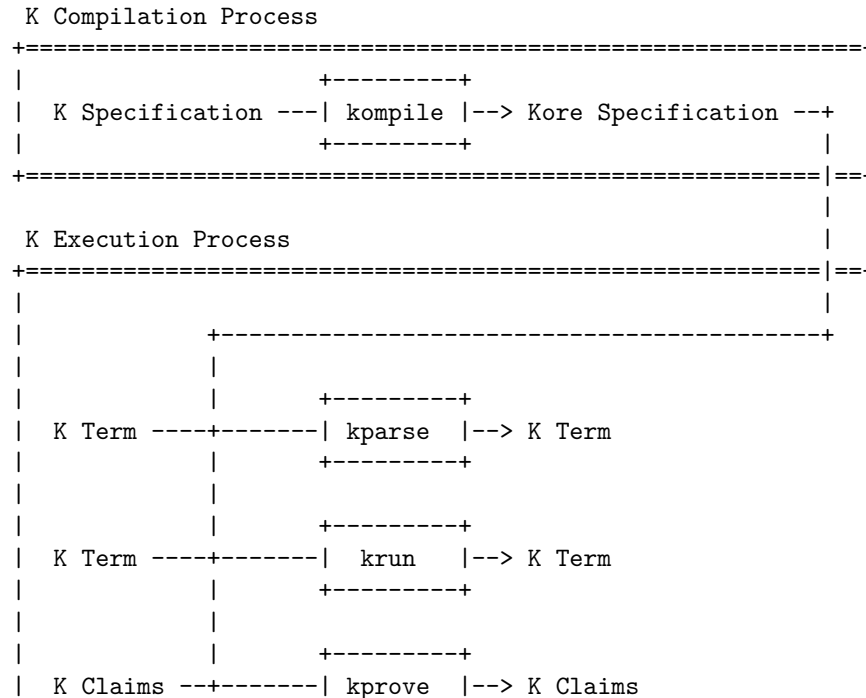 K Compilation Process
K Specification ---| kompile |--> Kore Specification --+
K Execution Process
K Term ----+-------| kparse |--> K Term
K Term ----+-------| krun |--> K Term
K Claims --+-------| kprove |--> K Claims